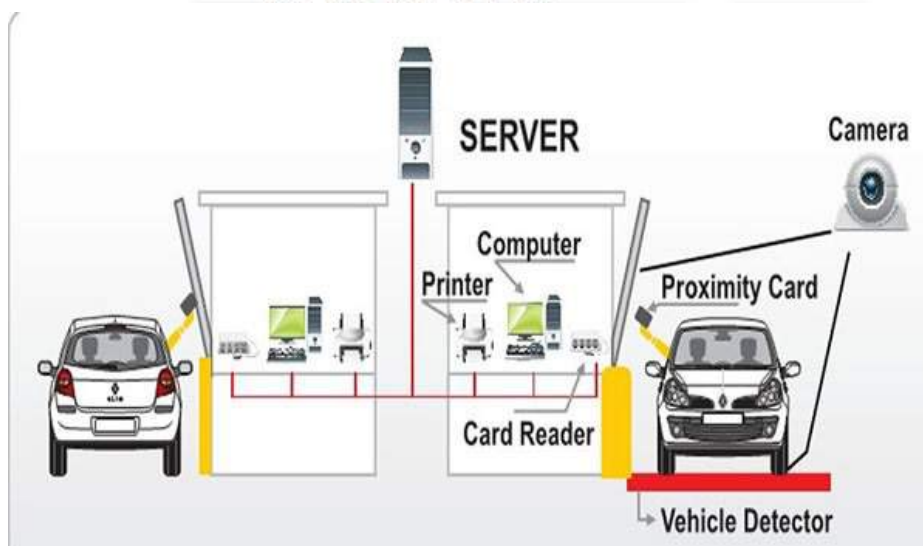 SERVER
Camera
Computer
Printer
Proximity Card
Card Reader
Vehicle Detector